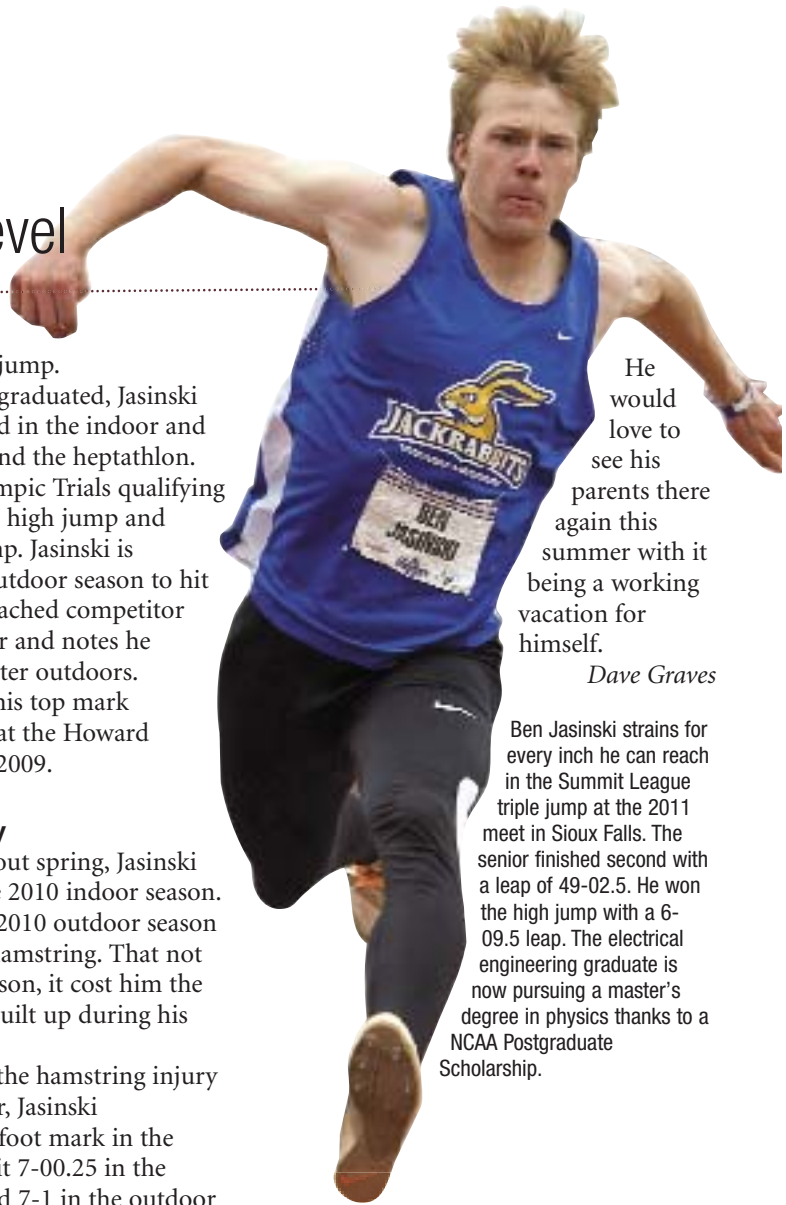 evel
jump.
graduated, Jasinski
d in the indoor and
nd the heptathlon.
mpic Trials qualifying
high jump and
mp. Jasinski is
utdoor season to hit
ached competitor
r and notes he
ter outdoors.
his top mark
at the Howard
2009.
y
out spring, Jasinski
e 2010 indoor season.
2010 outdoor season
amstring. That not
son, it cost him the
uilt up during his
the hamstring injury
r, Jasinski
foot mark in the
it 7-00.25 in the
d 7-1 in the outdoor
JACKRABBITS
BEN
JASINSKI
He
would
love to
see his
parents there
again this
summer with it
being a working
vacation for
himself.
Dave Graves
Ben Jasinski strains for
every inch he can reach
in the Summit League
triple jump at the 2011
meet in Sioux Falls. The
senior finished second with
a leap of 49-02.5. He won
the high jump with a 6-
09.5 leap. The electrical
engineering graduate is
now pursuing a master's
degree in physics thanks to a
NCAA Postgraduate
Scholarship.